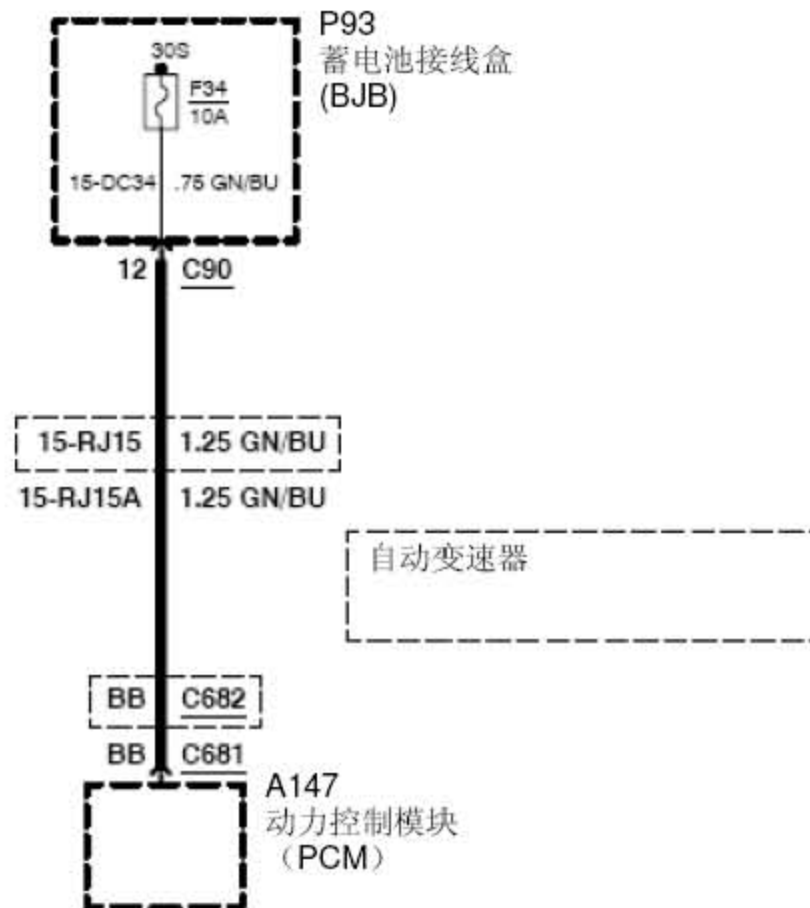 P93
蓄电池接线盒
(BJB)
30S
F34
10A
15-DC34 .75 GN/BU
12 C90
15-RJ15 1.25 GN/BU
15-RJ15A 1.25 GN/BU
自动变速器
BB C682
BB C681
A147
动力控制模块
（PCM）